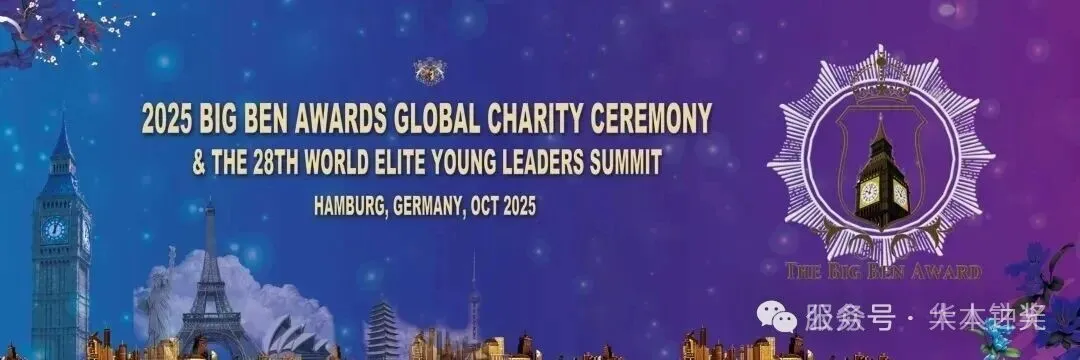 2025 BIG BEN AWARDS GLOBAL CHARITY CEREMONY
& THE 28TH WORLD ELITE YOUNG LEADERS SUMMIT
HAMBURG, GERMANY, OCT 2025
THE BIG BEN AWARD
服务号 · 华本钟奖